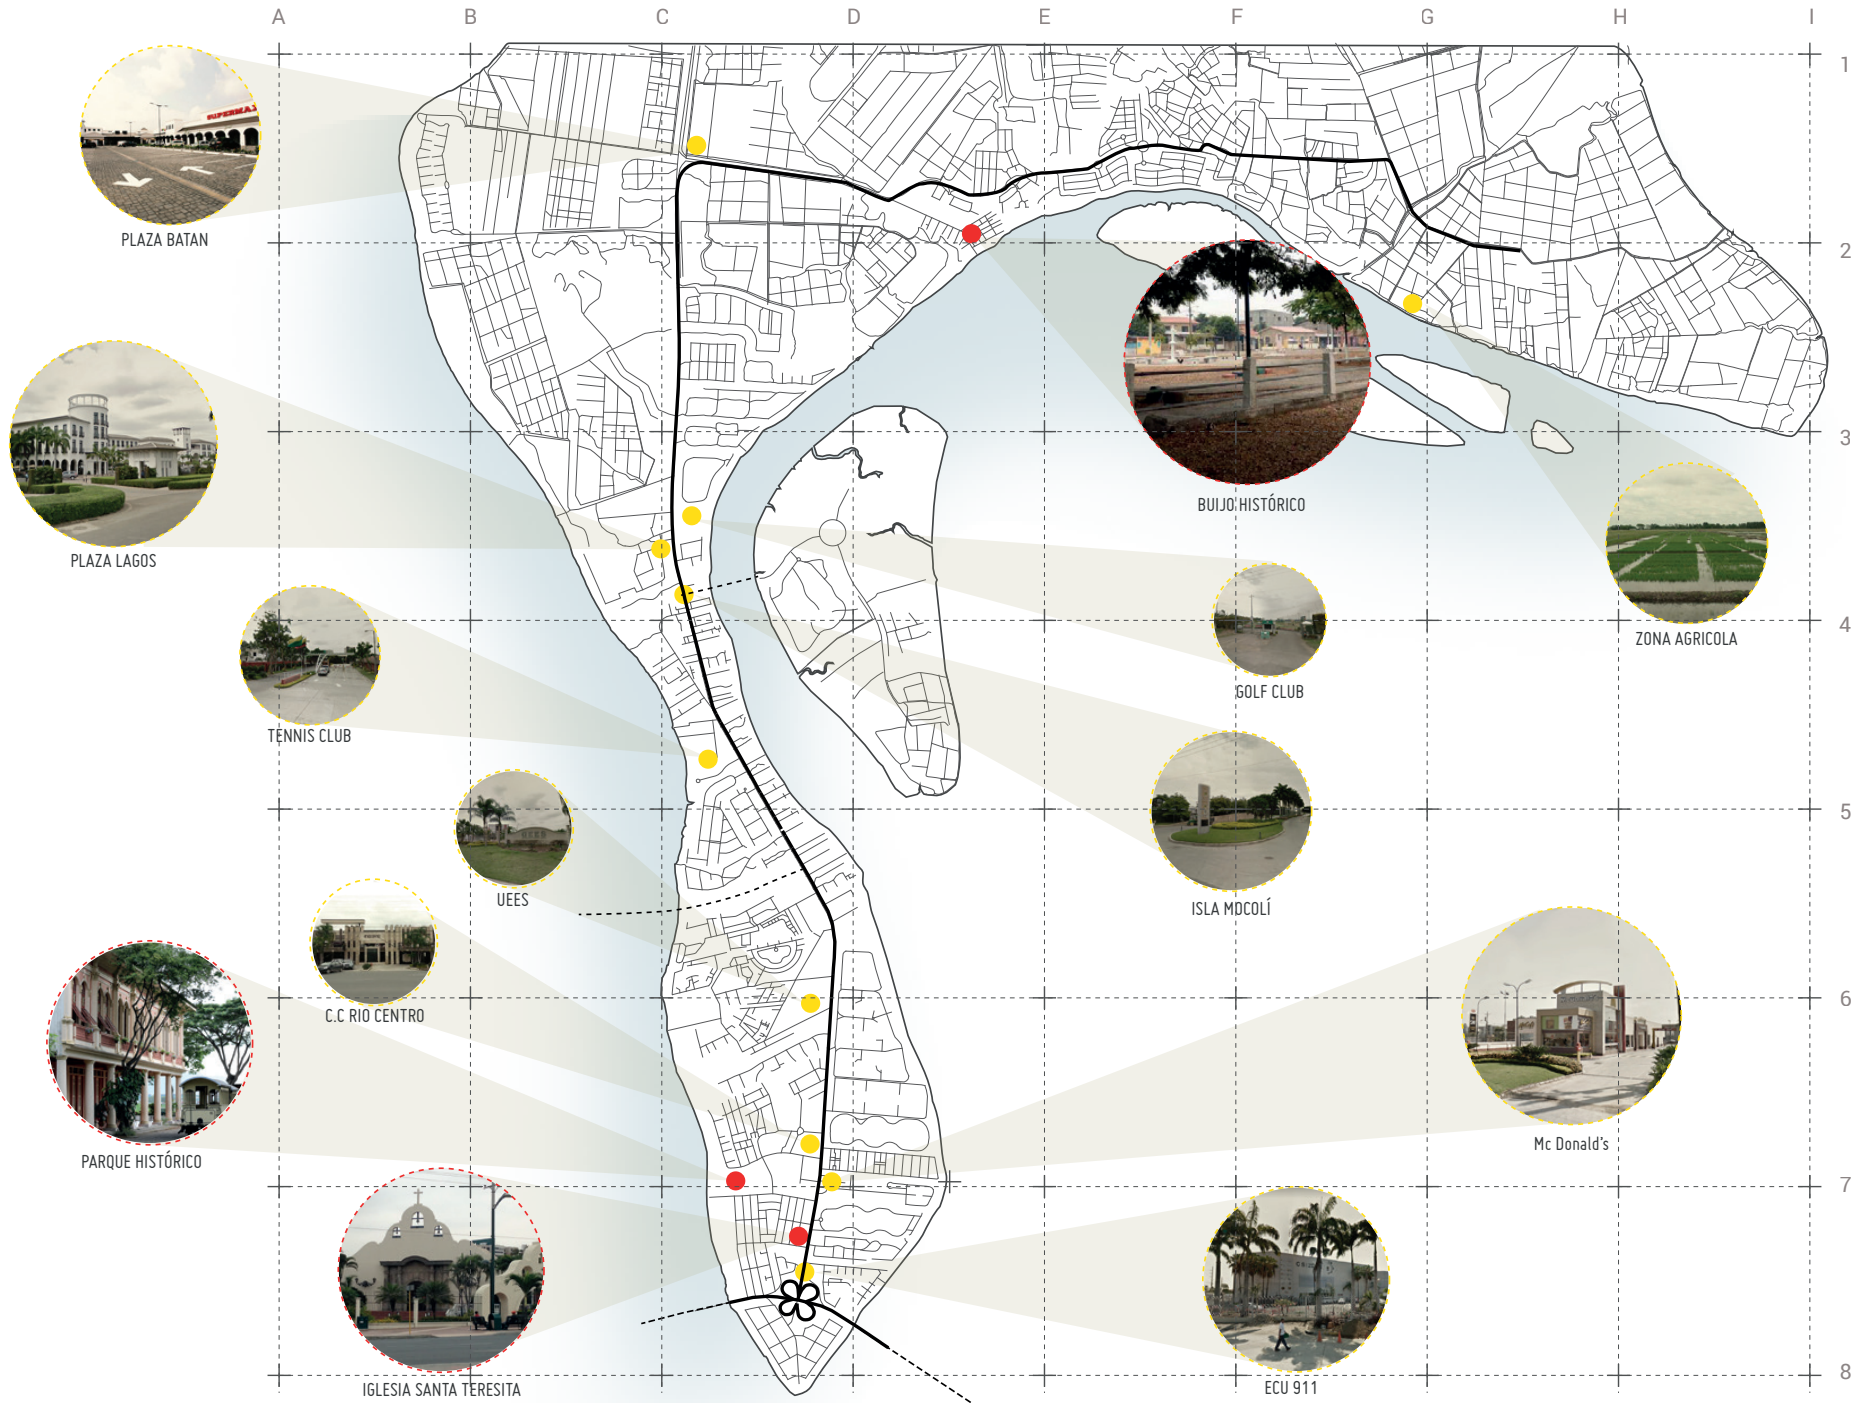 A B C D E F G H I
1
SUPERMAXI
PLAZA BATAN
2
3
BUIJO HISTÓRICO
PLAZA LAGOS
4
ZONA AGRICOLA
GOLF CLUB
TENNIS CLUB
5
UEES
ISLA MOCOLÍ
6
C.C RIO CENTRO
Mc Donald's
PARQUE HISTÓRICO
7
8
IGLESIA SANTA TERESITA
ECU 911